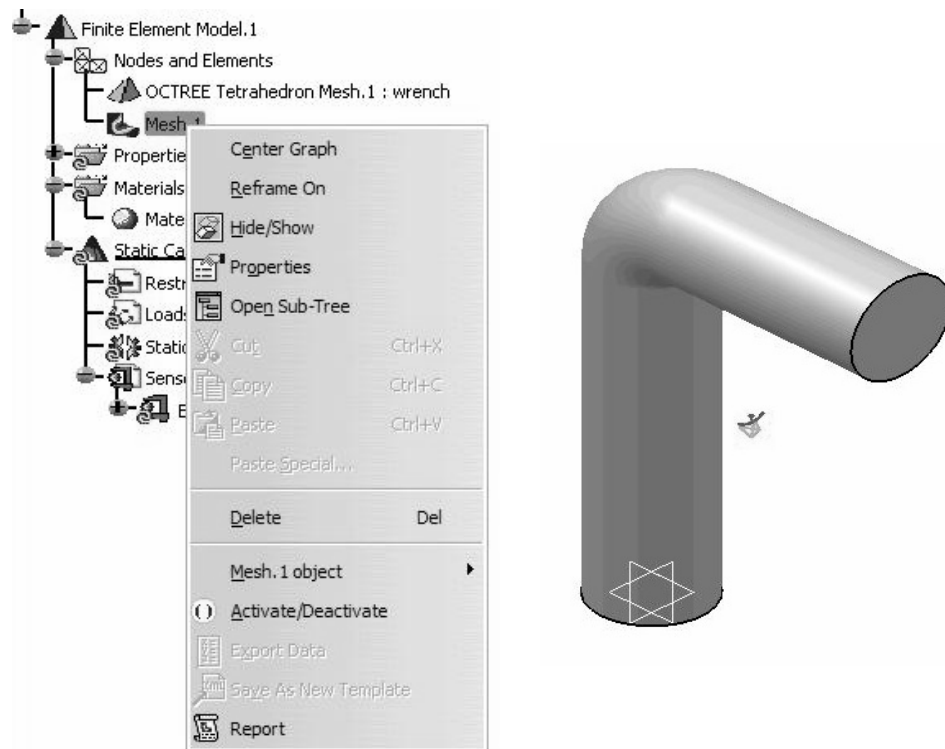 Finite Element Model.1
Nodes and Elements
OCTREE Tetrahedron Mesh.1 : wrench
Mesh.1
Propertie
Materials
Mate
Static Ca
Restr
Loads
Static
Sens
E
Center Graph
Reframe On
Hide/Show
Properties
Open Sub-Tree
Cut Ctrl+X
Copy Ctrl+C
Paste Ctrl+V
Paste Special...
Delete Del
Mesh.1 object
Activate/Deactivate
Export Data
Save As New Template
Report